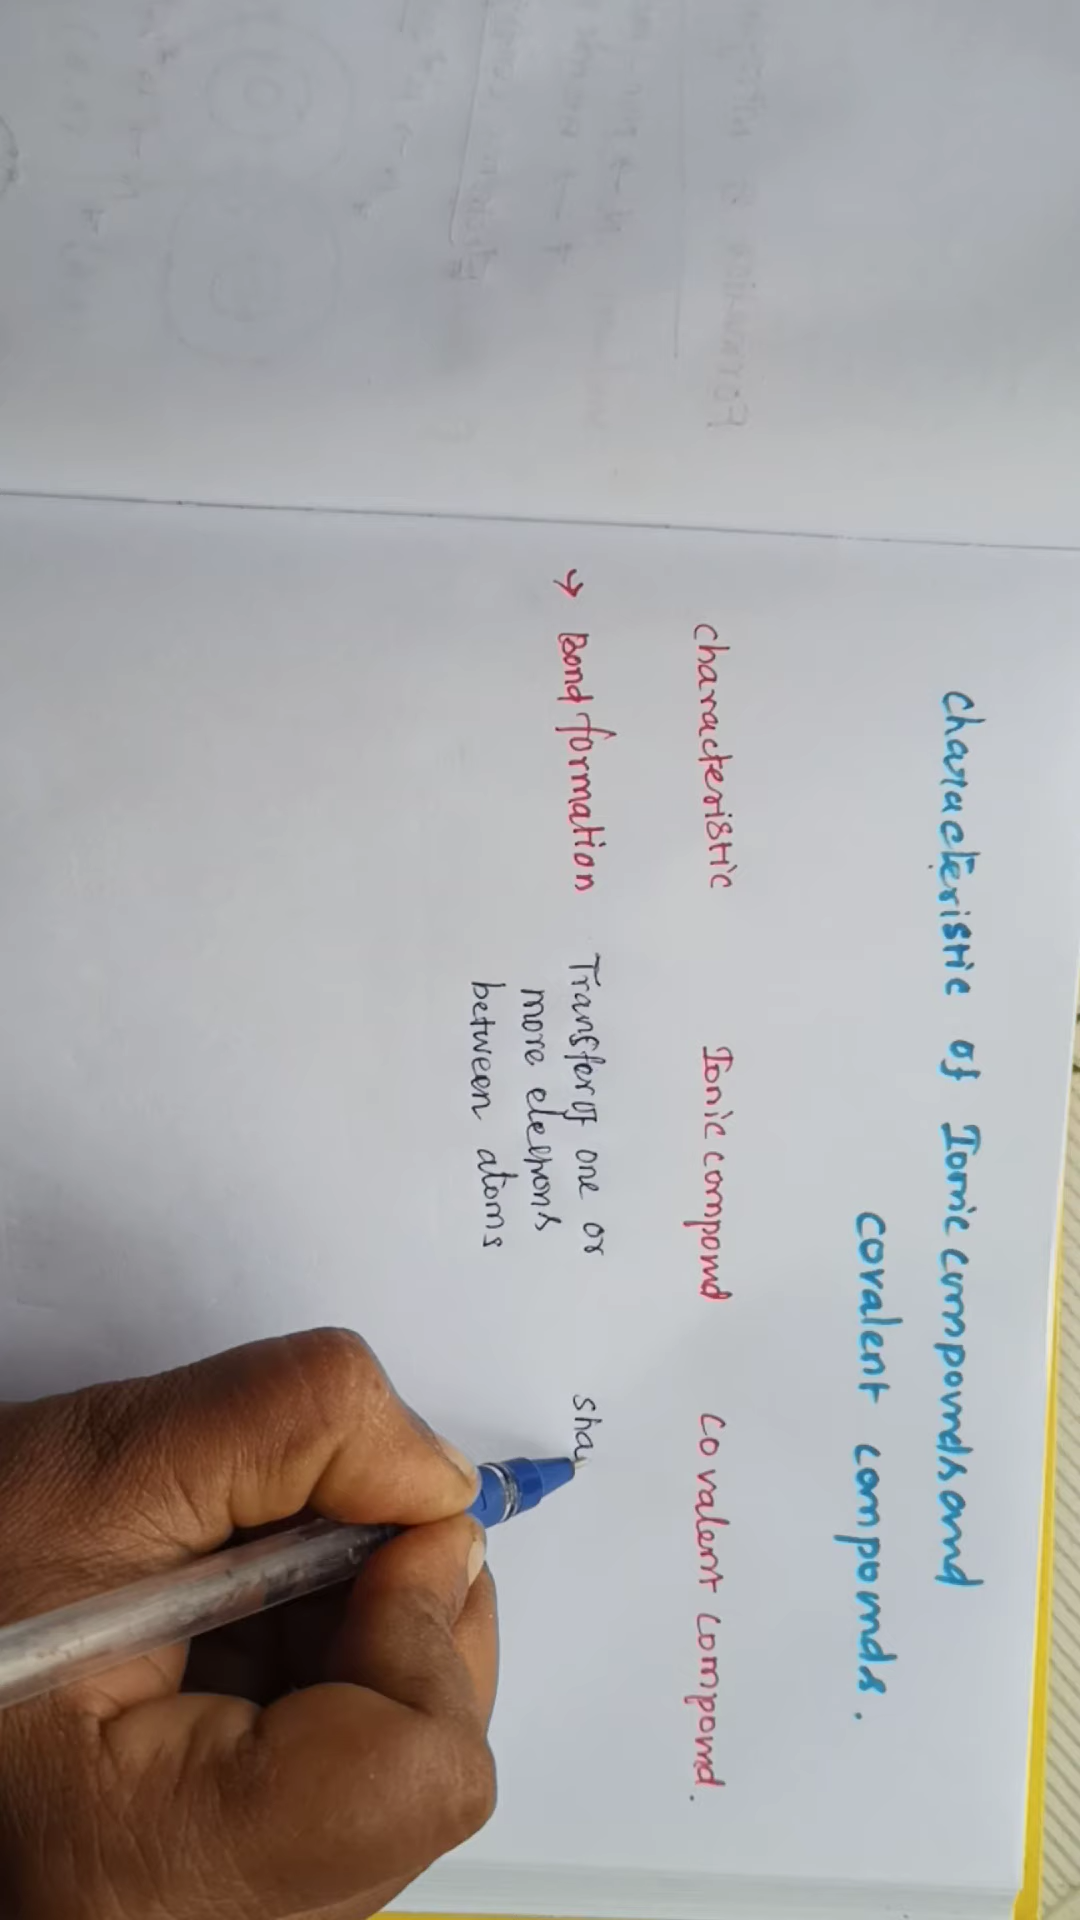 characteristic of Ionic compounds and
covalent compounds.
characteristic Ionic compound covalent compound.
→ Bond formation Transfer of one or sha
more electrons
between atoms